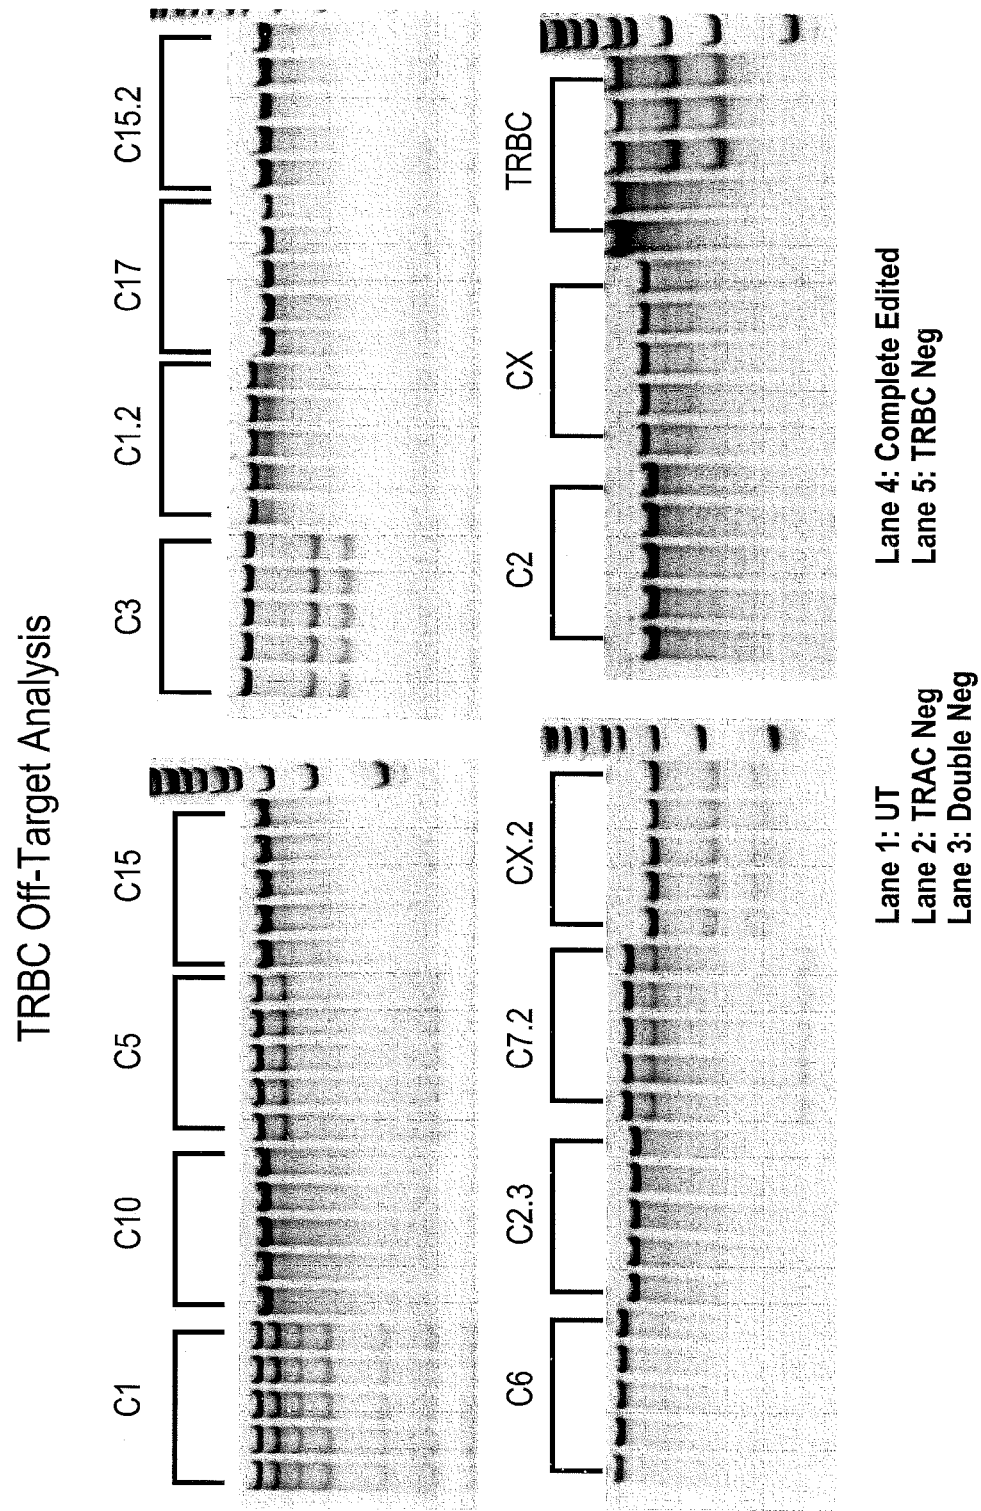 TRBC Off-Target Analysis
C1 C10 C5 C15 C3 C1.2 C17 C15.2
C6 C2.3 C7.2 CX.2 C2 CX TRBC
Lane 1: UT
Lane 2: TRAC Neg
Lane 3: Double Neg
Lane 4: Complete Edited
Lane 5: TRBC Neg